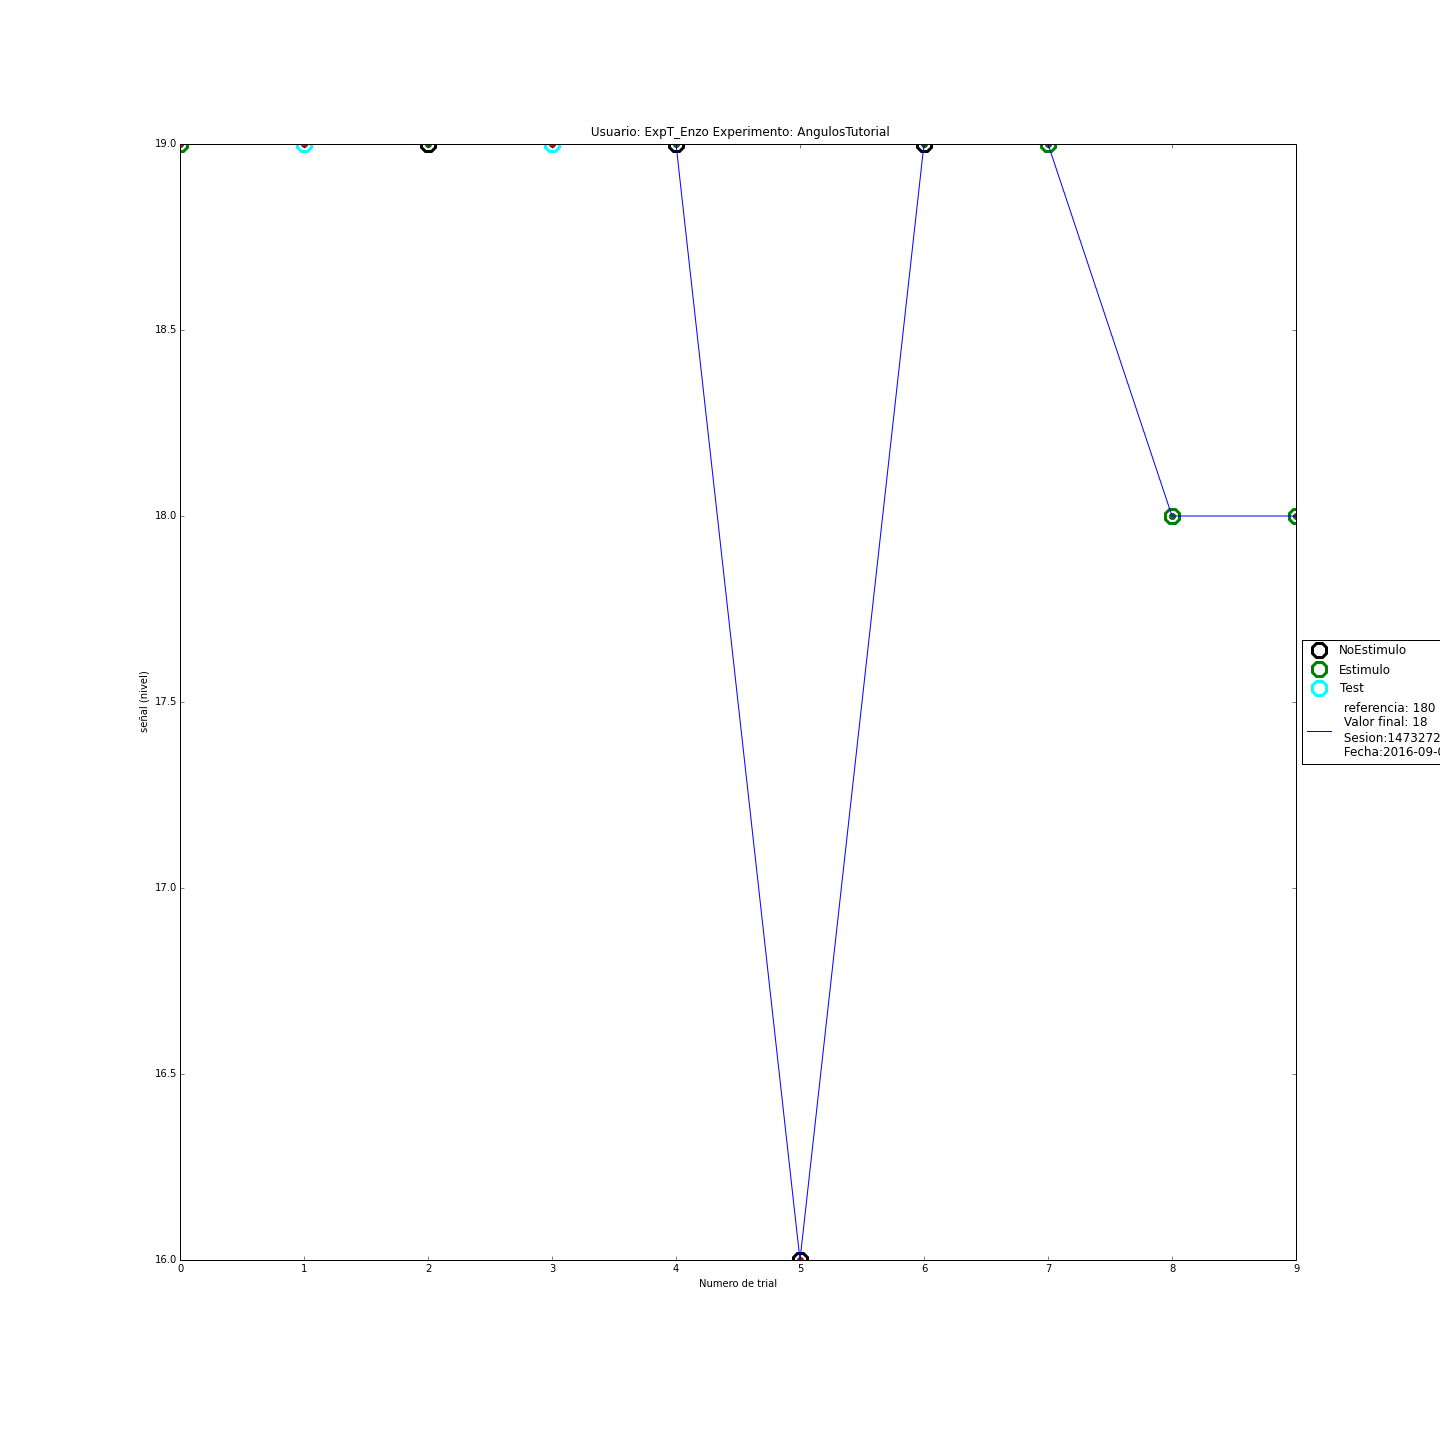 Usuario: ExpT_Enzo Experimento: AngulosTutorial
19.0
18.5
18.0
17.5
17.0
16.5
16.0
señal (nivel)
0 1 2 3 4 5 6 7 8 9
Numero de trial
NoEstimulo
Estimulo
Test
referencia: 180
Valor final: 18
Sesion:1473272
Fecha:2016-09-0